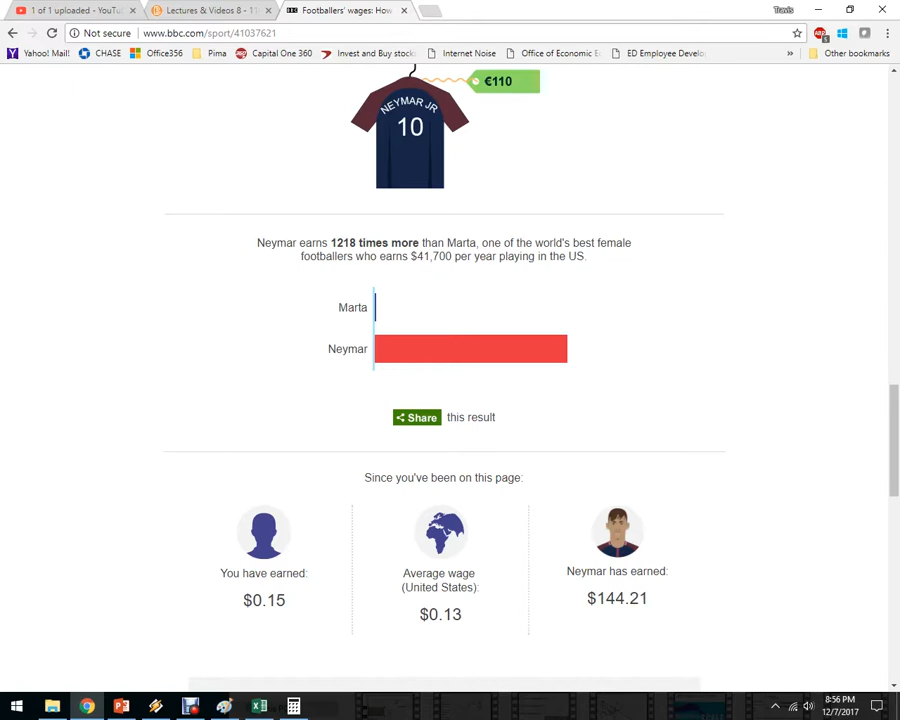 1 of 1 uploaded - YouTu
Lectures & Videos 8 - 11
Footballers' wages: How
Travis
Not secure
www.bbc.com/sport/41037621
Yahoo! Mail!
CHASE
Office356
Pima
Capital One 360
Invest and Buy stock
Internet Noise
Office of Economic E
ED Employee Develo
»
Other bookmarks
€110
NEYMAR JR
10
Neymar earns 1218 times more than Marta, one of the world's best female
footballers who earns $41,700 per year playing in the US.
Marta
Neymar
Share this result
Since you've been on this page:
You have earned:
$0.15
Average wage
(United States):
$0.13
Neymar has earned:
$144.21
8:56 PM
12/7/2017